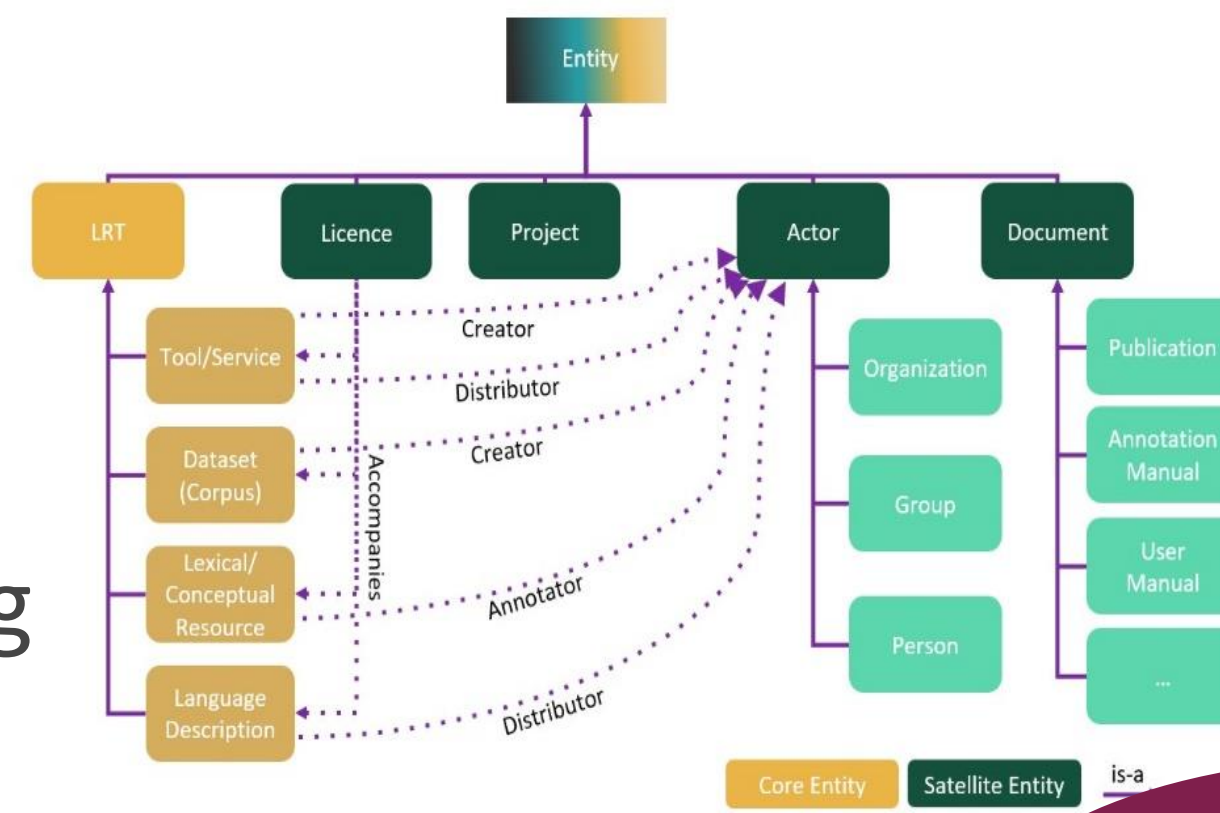 Entity
LRT
Licence
Project
Actor
Document
Tool/Service
Creator
Distributor
Organization
Publication
Dataset
(Corpus)
Creator
Accompanies
Group
Annotation
Manual
Lexical/
Conceptual
Resource
Annotator
User
Manual
g
Language
Description
Distributor
Person
...
Core Entity
Satellite Entity
is-a